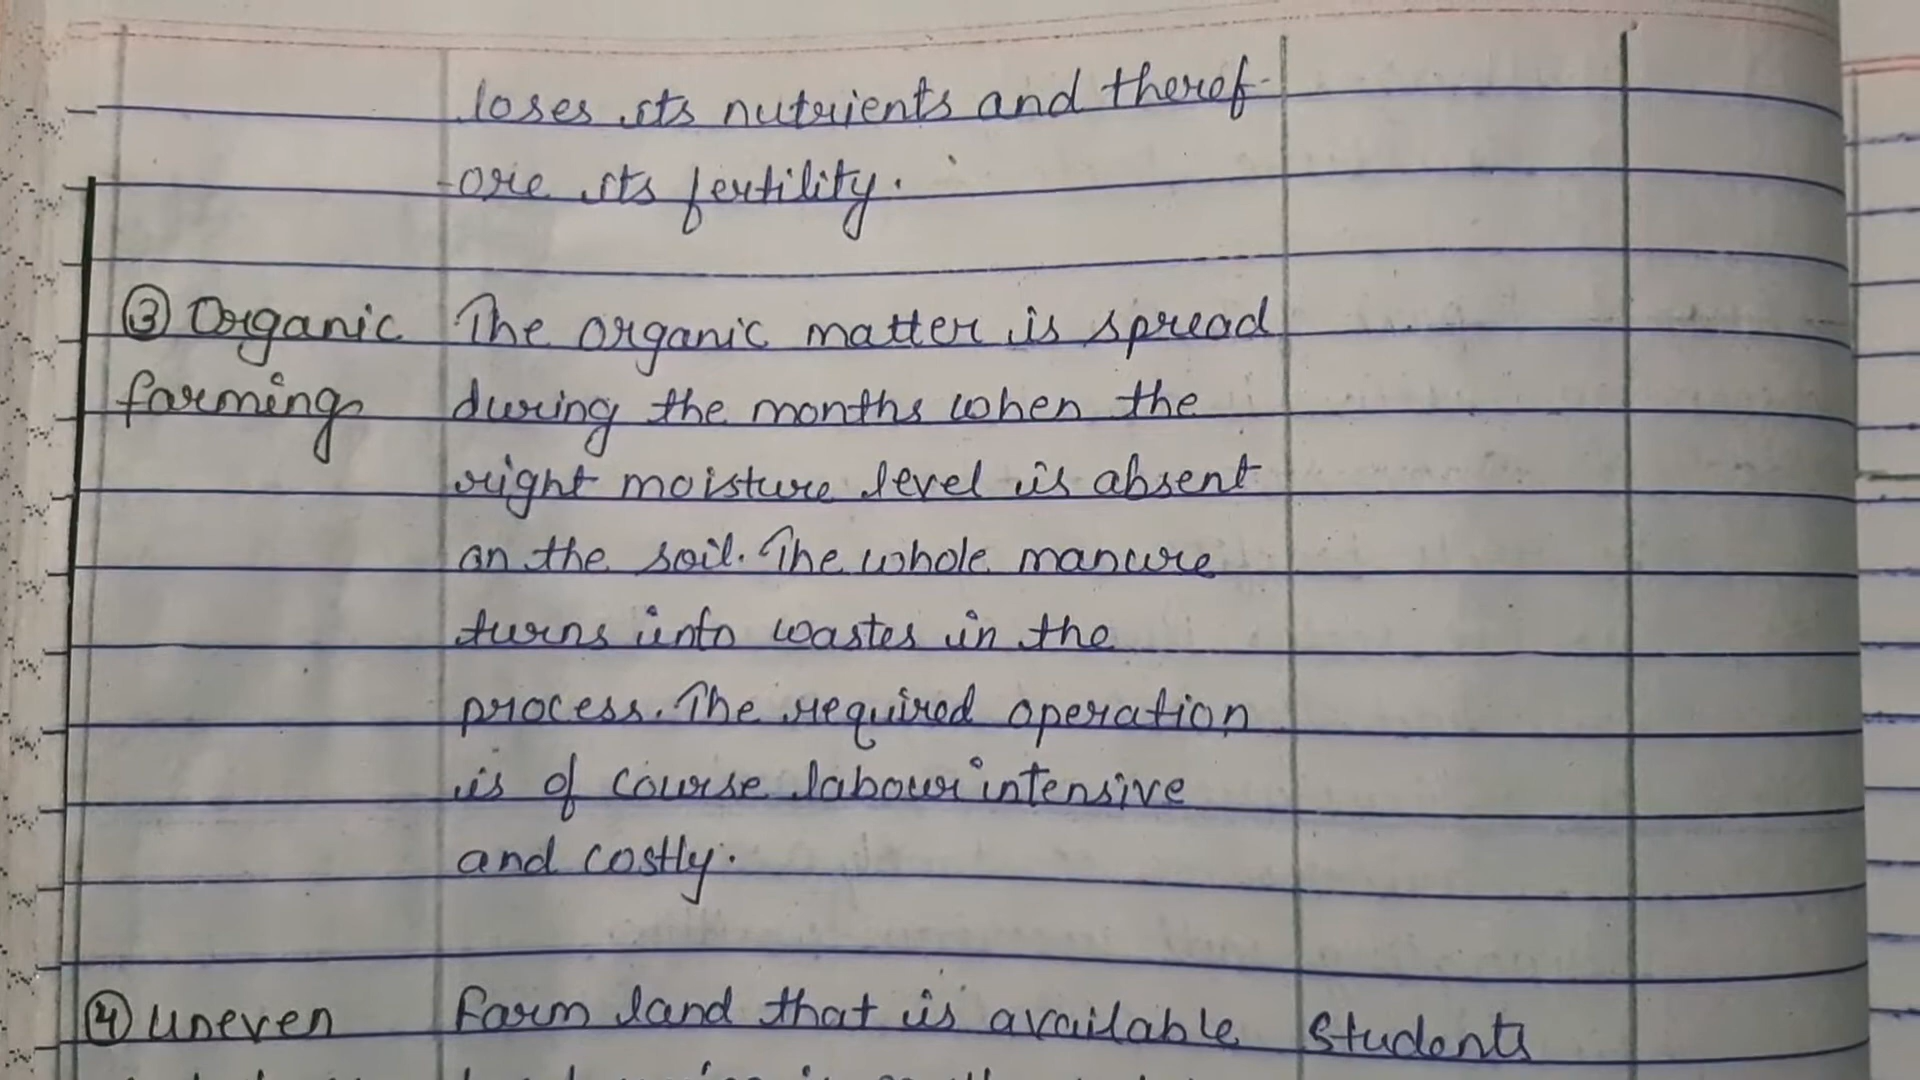 loses its nutrients and theref-
-ore its fertility.
③ Organic
farming
The organic matter is spread
during the months when the
right moisture level is absent
on the soil. The whole manure
turns into wastes in the
process. The required operation
is of course labour intensive
and costly.
④ uneven
Farm land that is available
Students